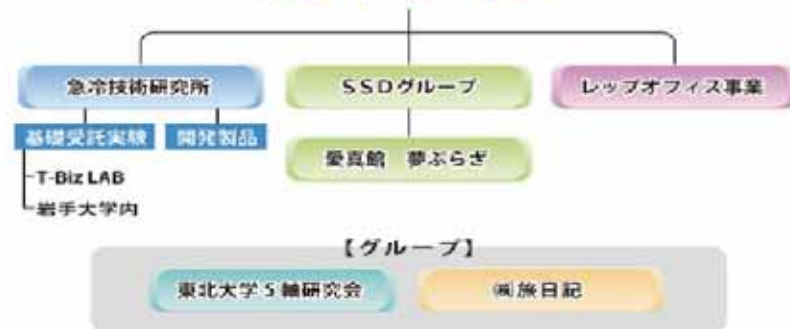 急冷技術研究所
SSDグループ
レップオフィス事業
基礎受託実験
開発製品
愛真館 夢ぷらぎ
T-Biz LAB
岩手大学内
【グループ】
東北大学5軸研究会
㈲旅日記